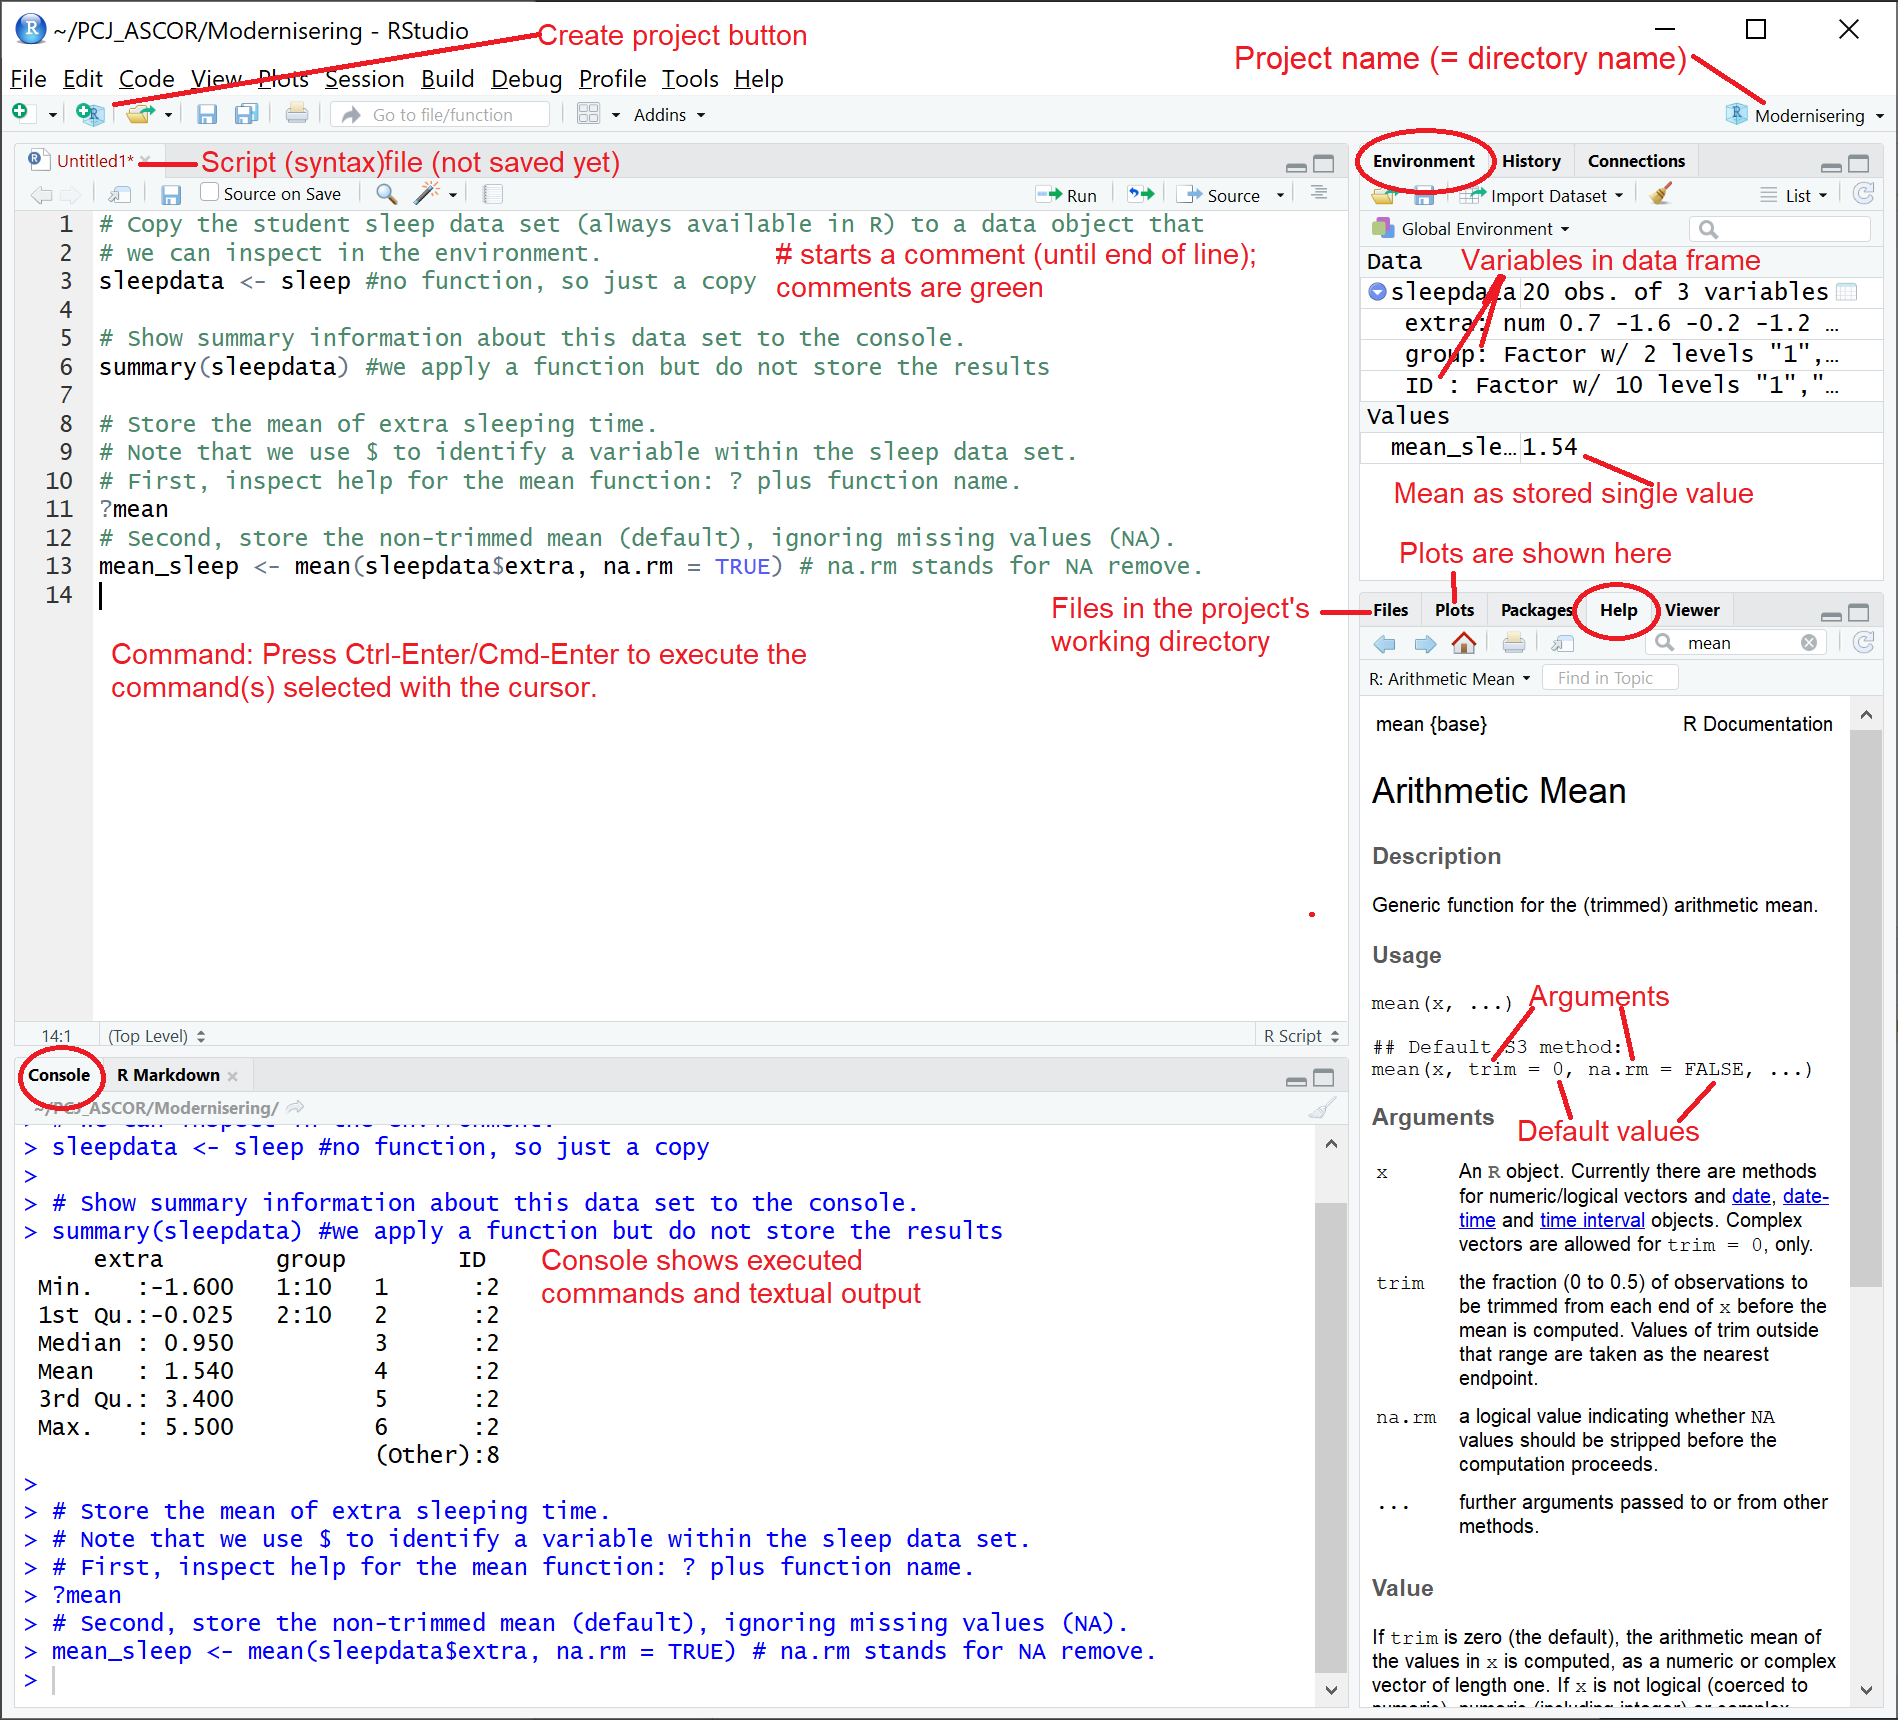 ~/PCJ_ASCOR/Modernisering - RStudio
Create project button
Project name (= directory name)
File Edit Code View Plots Session Build Debug Profile Tools Help
Go to file/function
Addins
Modernisering
Untitled1*
Script (syntax)file (not saved yet)
Source on Save
Run
Source
1 # Copy the student sleep data set (always available in R) to a data object that
2 # we can inspect in the environment.
3 sleepdata <- sleep #no function, so just a copy
# starts a comment (until end of line);
comments are green
4
5 # Show summary information about this data set to the console.
6 summary(sleepdata) #we apply a function but do not store the results
7
8 # Store the mean of extra sleeping time.
9 # Note that we use $ to identify a variable within the sleep data set.
10 # First, inspect help for the mean function: ? plus function name.
11 ?mean
12 # Second, store the non-trimmed mean (default), ignoring missing values (NA).
13 mean_sleep <- mean(sleepdata$extra, na.rm = TRUE) # na.rm stands for NA remove.
14
Command: Press Ctrl-Enter/Cmd-Enter to execute the
command(s) selected with the cursor.
14:1 (Top Level) R Script
Environment History Connections
Import Dataset
List
Global Environment
Data
Variables in data frame
sleepdata 20 obs. of 3 variables
extra: num 0.7 -1.6 -0.2 -1.2 ...
group: Factor w/ 2 levels "1",...
ID : Factor w/ 10 levels "1","...
Values
mean_sle... 1.54
Mean as stored single value
Plots are shown here
Files in the project's
working directory
Files Plots Packages Help Viewer
mean
R: Arithmetic Mean
Find in Topic
mean {base} R Documentation
Arithmetic Mean
Description
Generic function for the (trimmed) arithmetic mean.
Usage
mean(x, ...)
Arguments
## Default S3 method:
mean(x, trim = 0, na.rm = FALSE, ...)
Arguments
Default values
x An R object. Currently there are methods
for numeric/logical vectors and date, date-
time and time interval objects. Complex
vectors are allowed for trim = 0, only.
trim the fraction (0 to 0.5) of observations to
be trimmed from each end of x before the
mean is computed. Values of trim outside
that range are taken as the nearest
endpoint.
na.rm a logical value indicating whether NA
values should be stripped before the
computation proceeds.
... further arguments passed to or from other
methods.
Value
If trim is zero (the default), the arithmetic mean of
the values in x is computed, as a numeric or complex
vector of length one. If x is not logical (coerced to
numeric), numeric (including integer) or complex,
Console R Markdown
~/PCJ_ASCOR/Modernisering/
> # we can inspect in the environment.
> sleepdata <- sleep #no function, so just a copy
>
> # Show summary information about this data set to the console.
> summary(sleepdata) #we apply a function but do not store the results
extra group ID
Min. :-1.600 1:10 1 :2
1st Qu.:-0.025 2:10 2 :2
Median : 0.950 3 :2
Mean : 1.540 4 :2
3rd Qu.: 3.400 5 :2
Max. : 5.500 6 :2
(Other):8
Console shows executed
commands and textual output
>
> # Store the mean of extra sleeping time.
> # Note that we use $ to identify a variable within the sleep data set.
> # First, inspect help for the mean function: ? plus function name.
> ?mean
> # Second, store the non-trimmed mean (default), ignoring missing values (NA).
> mean_sleep <- mean(sleepdata$extra, na.rm = TRUE) # na.rm stands for NA remove.
>